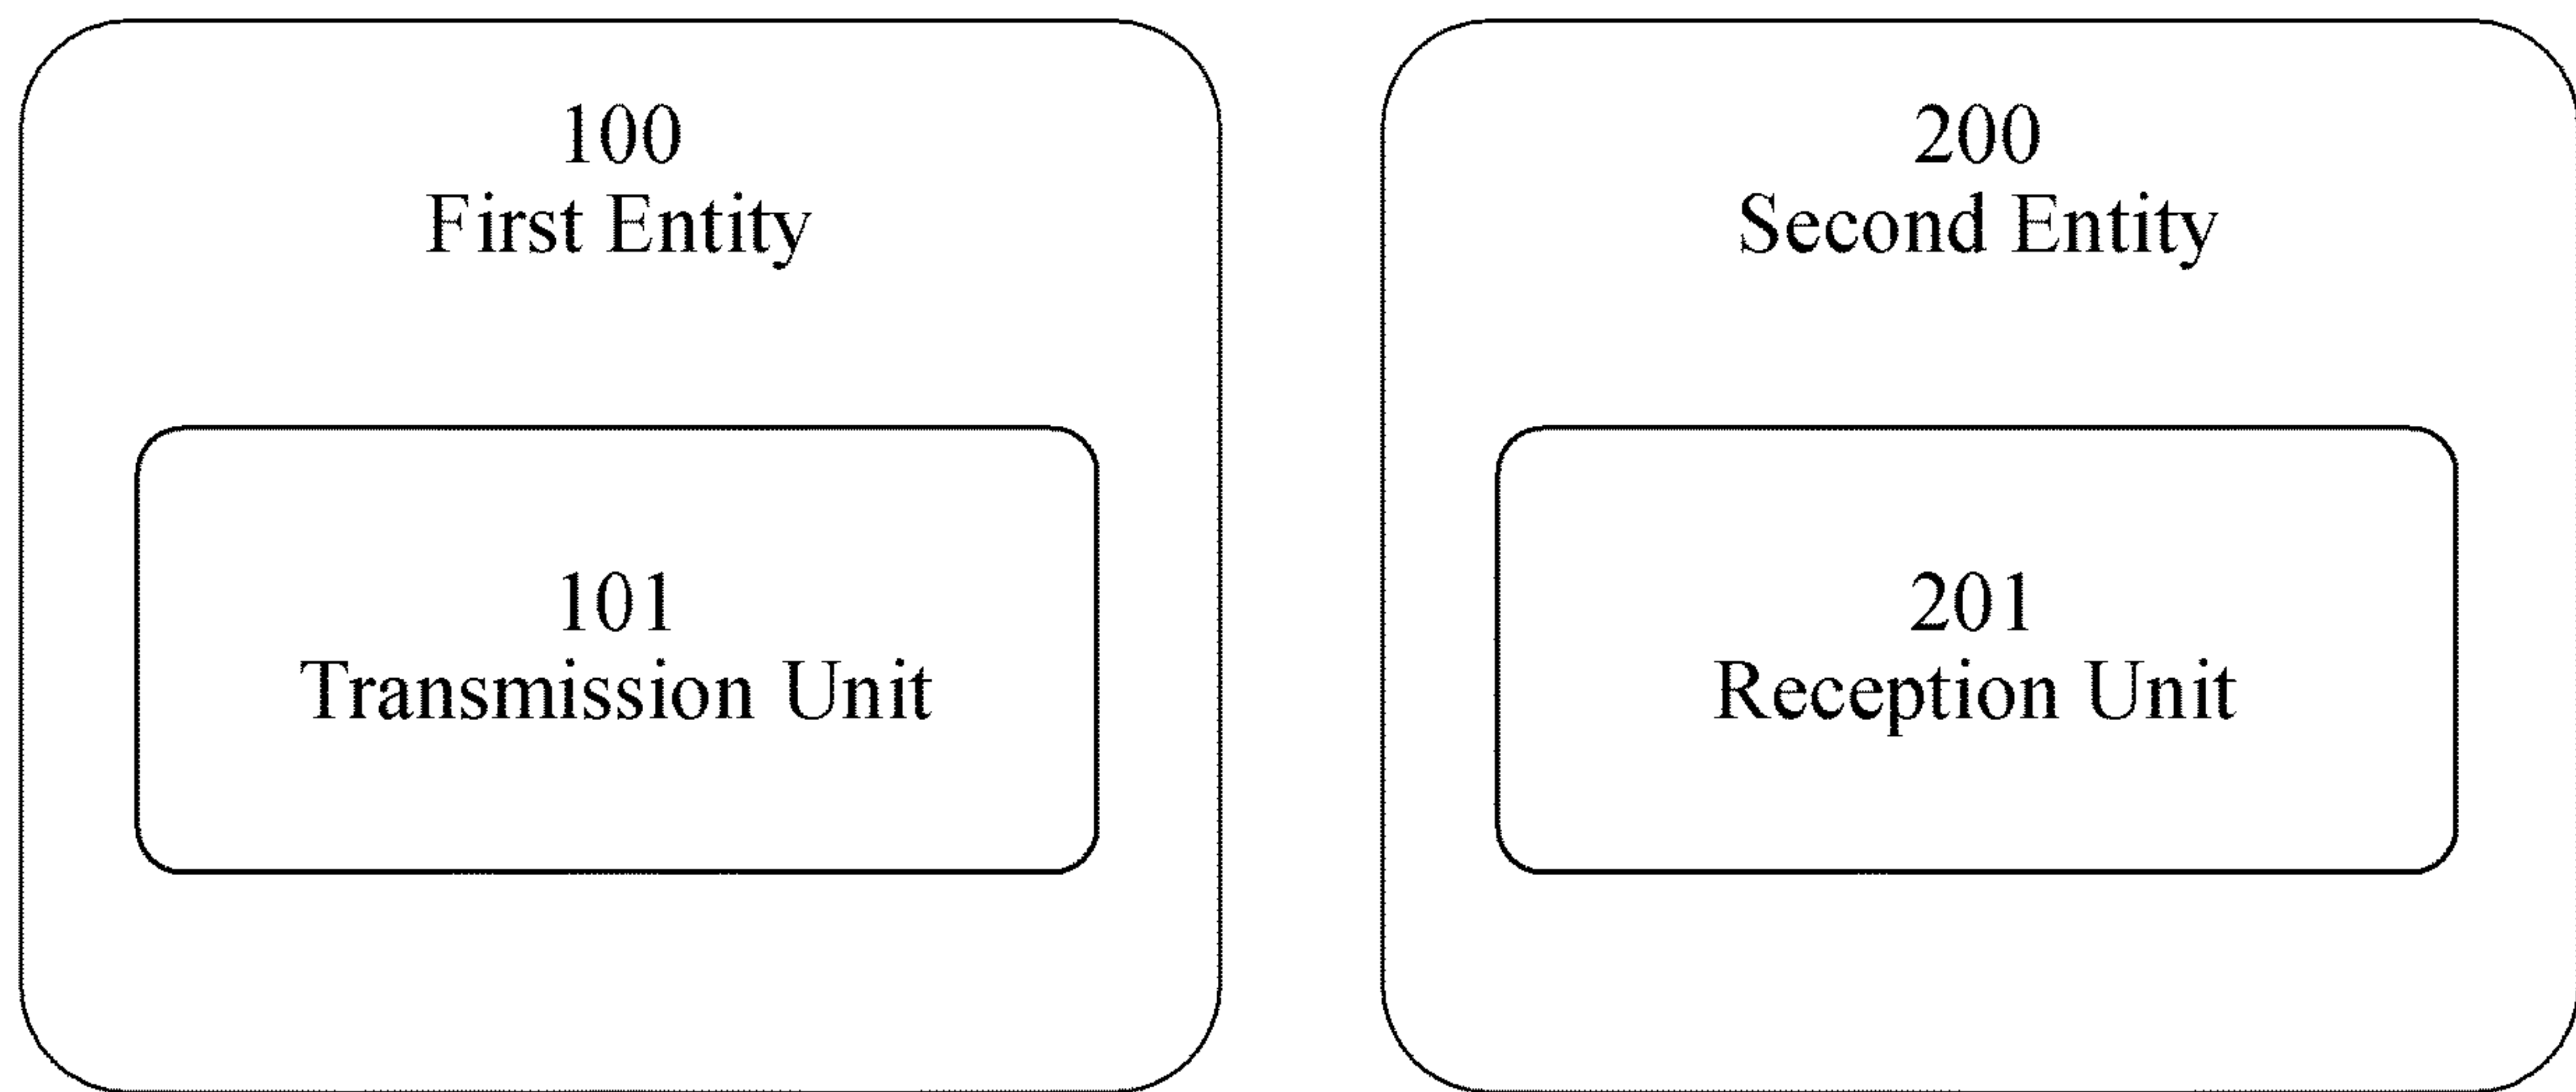 100
First Entity
101
Transmission Unit
200
Second Entity
201
Reception Unit